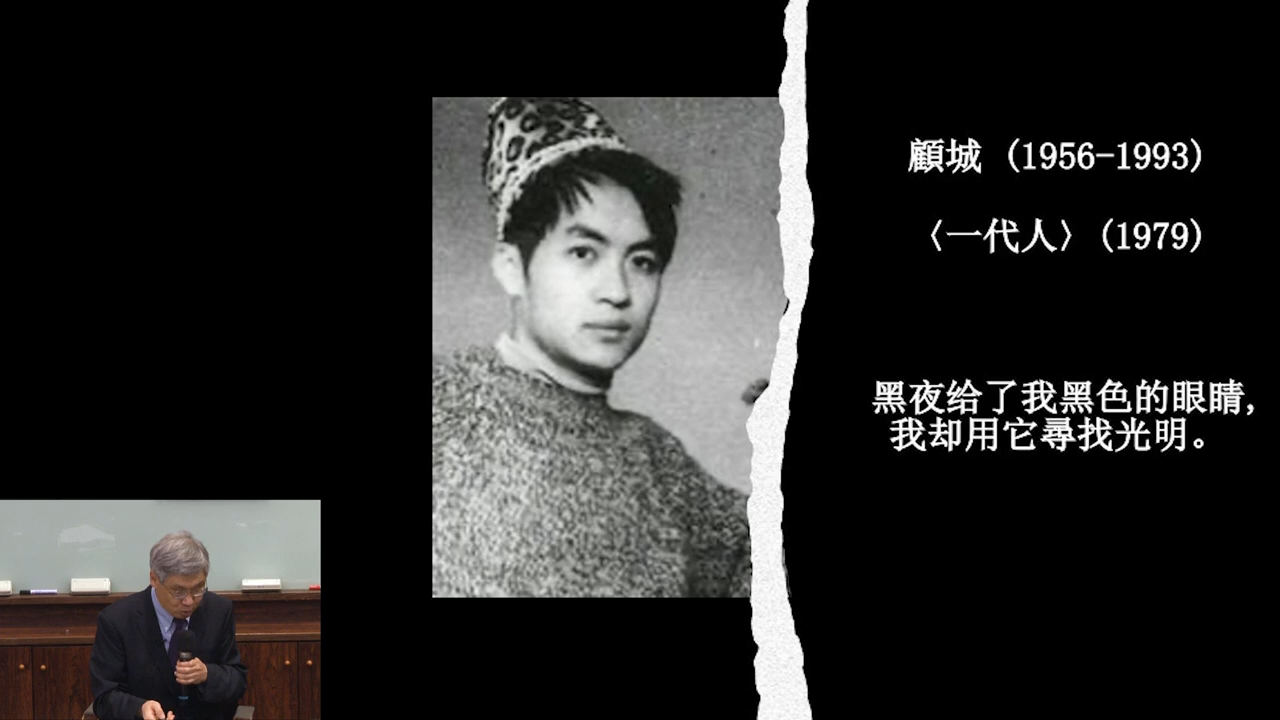 顧城 (1956-1993)
〈一代人〉(1979)
黑夜给了我黑色的眼睛,
我却用它尋找光明。